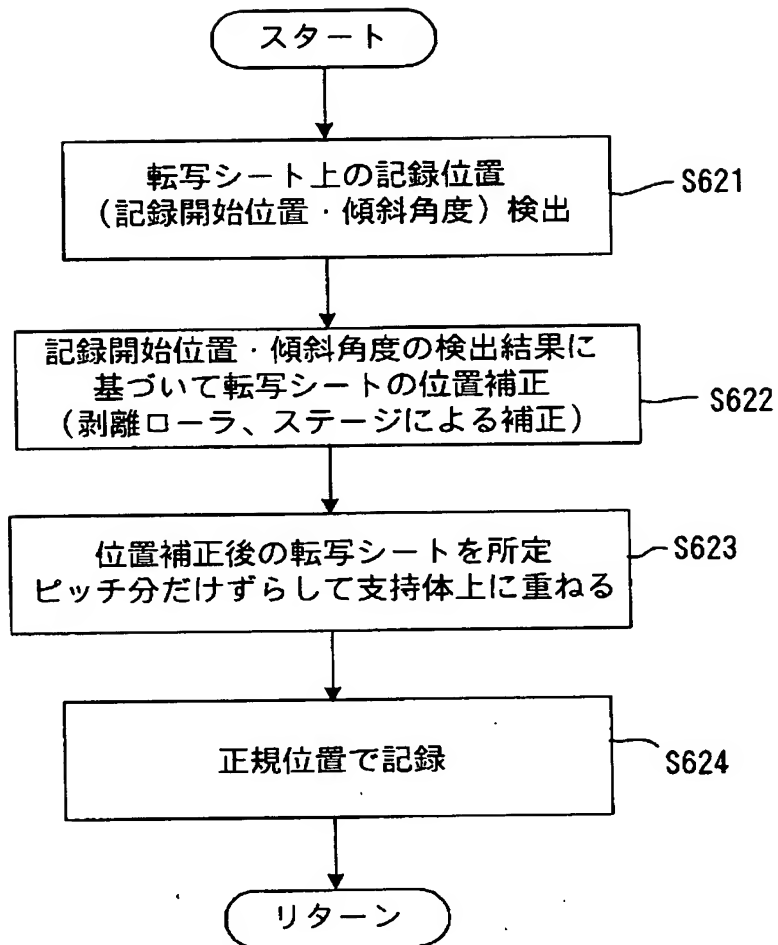 スタート
転写シート上の記録位置
（記録開始位置・傾斜角度）検出
S621
記録開始位置・傾斜角度の検出結果に
基づいて転写シートの位置補正
（剥離ローラ、ステージによる補正）
S622
位置補正後の転写シートを所定
ピッチ分だけずらして支持体上に重ねる
S623
正規位置で記録
S624
リターン